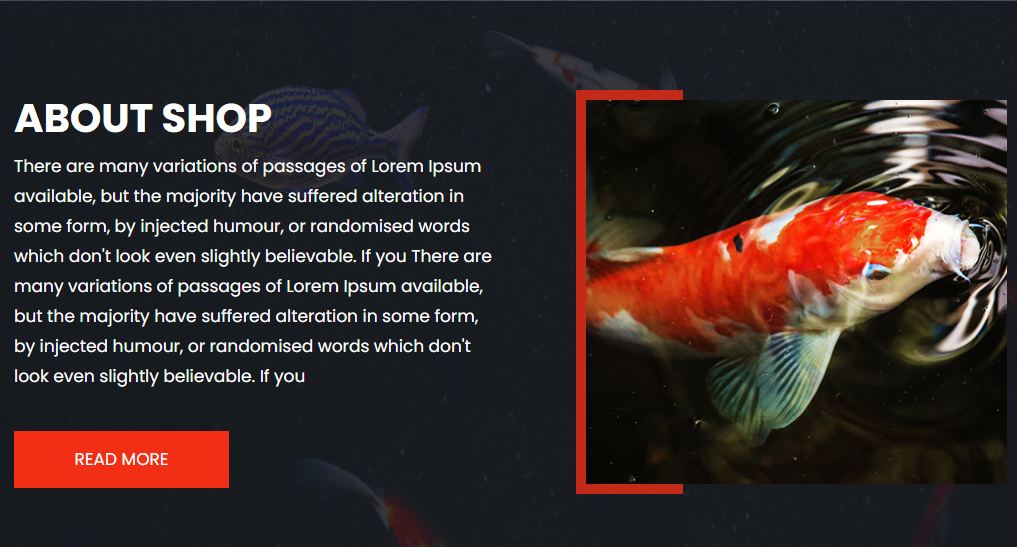 ABOUT SHOP
There are many variations of passages of Lorem Ipsum
available, but the majority have suffered alteration in
some form, by injected humour, or randomised words
which don't look even slightly believable. If you There are
many variations of passages of Lorem Ipsum available,
but the majority have suffered alteration in some form,
by injected humour, or randomised words which don't
look even slightly believable. If you
READ MORE